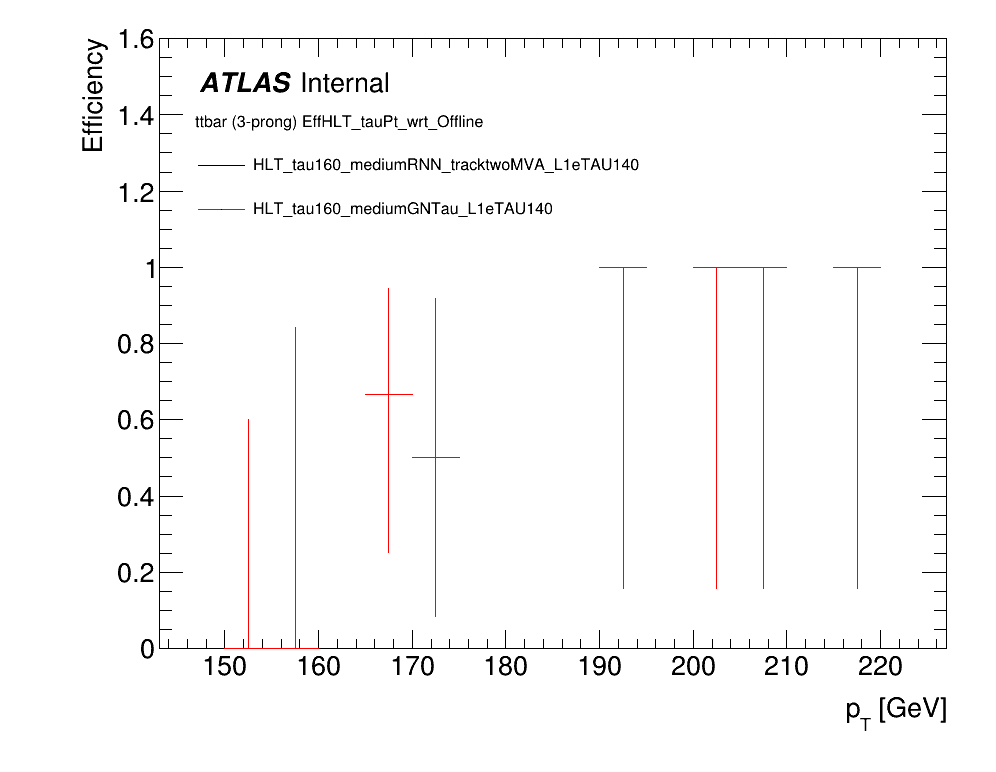 Efficiency
1.6
1.4
1.2
1
0.8
0.6
0.4
0.2
0
ATLAS Internal
ttbar (3-prong) EffHLT_tauPt_wrt_Offline
HLT_tau160_mediumRNN_tracktwoMVA_L1eTAU140
HLT_tau160_mediumGNTau_L1eTAU140
150 160 170 180 190 200 210 220
p_T [GeV]